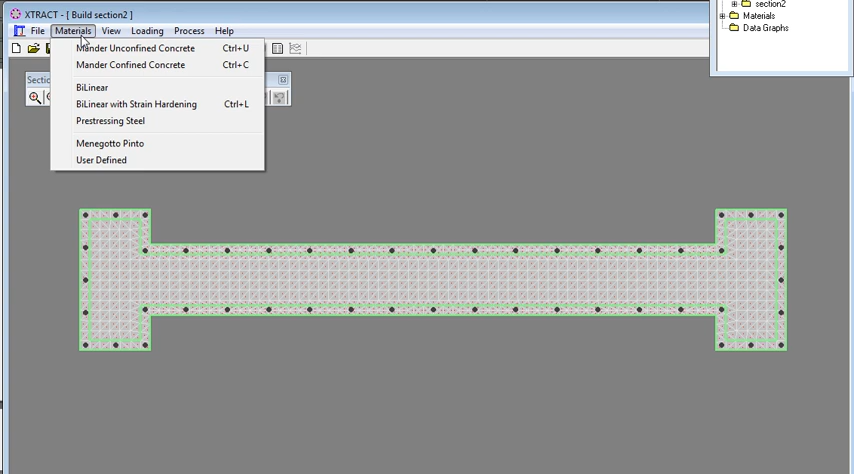 XTRACT - [ Build section2 ]
File Materials View Loading Process Help
Mander Unconfined Concrete Ctrl+U
Mander Confined Concrete Ctrl+C
BiLinear
BiLinear with Strain Hardening Ctrl+L
Prestressing Steel
Menegotto Pinto
User Defined
Sectio
section2
Materials
Data Graphs